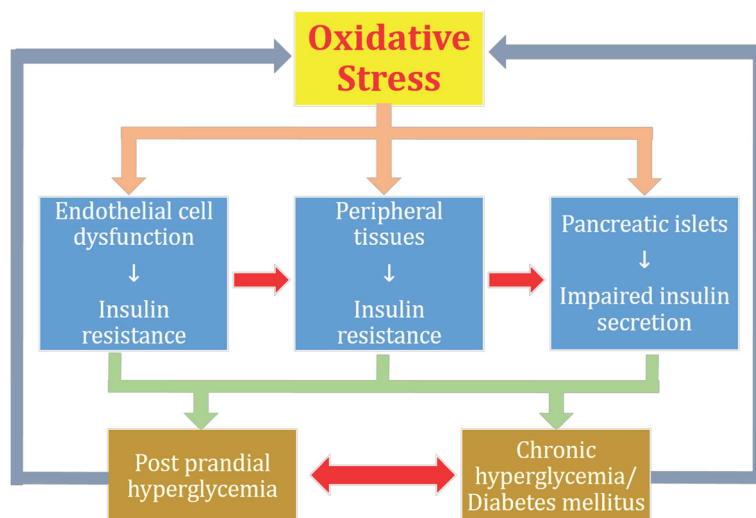 Oxidative
Stress
Endothelial cell
dysfunction
↓
Insulin
resistance
Peripheral
tissues
↓
Insulin
resistance
Pancreatic islets
↓
Impaired insulin
secretion
Post prandial
hyperglycemia
Chronic
hyperglycemia/
Diabetes mellitus